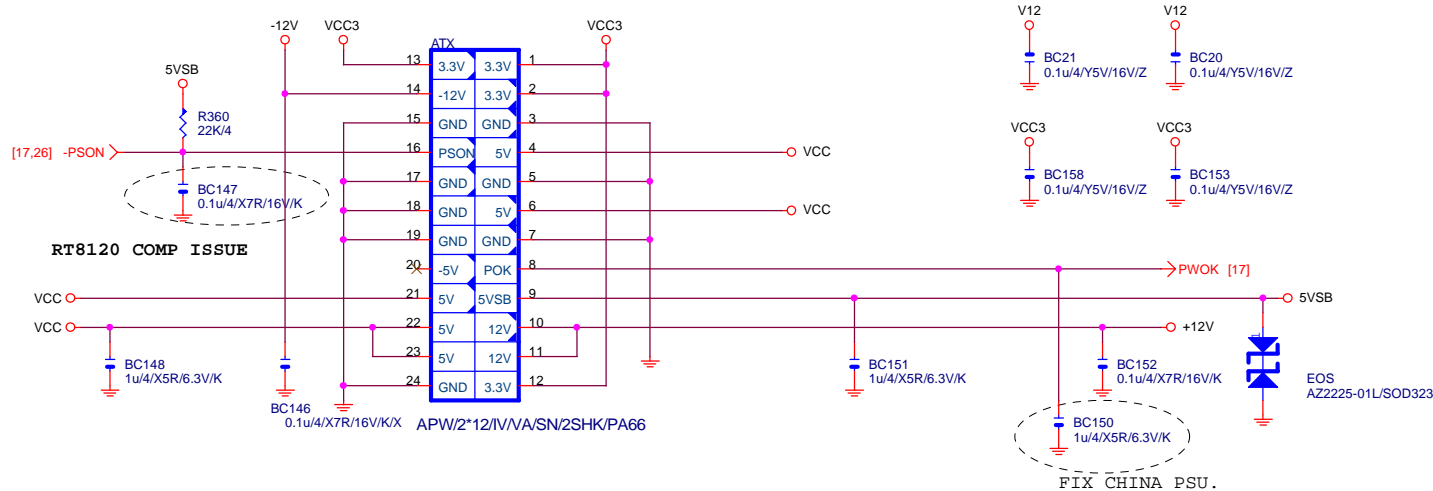 -12V
VCC3
ATX
VCC3
V12
V12
BC21
0.1u/4/Y5V/16V/Z
BC20
0.1u/4/Y5V/16V/Z
5VSB
R360
22K/4
[17,26] -PSON
BC147
0.1u/4/X7R/16V/K
RT8120 COMP ISSUE
VCC3
VCC3
BC158
0.1u/4/Y5V/16V/Z
BC153
0.1u/4/Y5V/16V/Z
13 3.3V 3.3V 1
14 -12V 3.3V 2
15 GND GND 3
16 PSON 5V 4 VCC
17 GND GND 5
18 GND 5V 6 VCC
19 GND GND 7
20 -5V POK 8 PWOK [17]
VCC 21 5V 5VSB 9 5VSB
VCC 22 5V 12V 10 +12V
23 5V 12V 11
24 GND 3.3V 12
BC148
1u/4/X5R/6.3V/K
BC146
0.1u/4/X7R/16V/K/X
APW/2*12/IV/VA/SN/2SHK/PA66
BC151
1u/4/X5R/6.3V/K
BC152
0.1u/4/X7R/16V/K
EOS
AZ2225-01L/SOD323
BC150
1u/4/X5R/6.3V/K
FIX CHINA PSU.